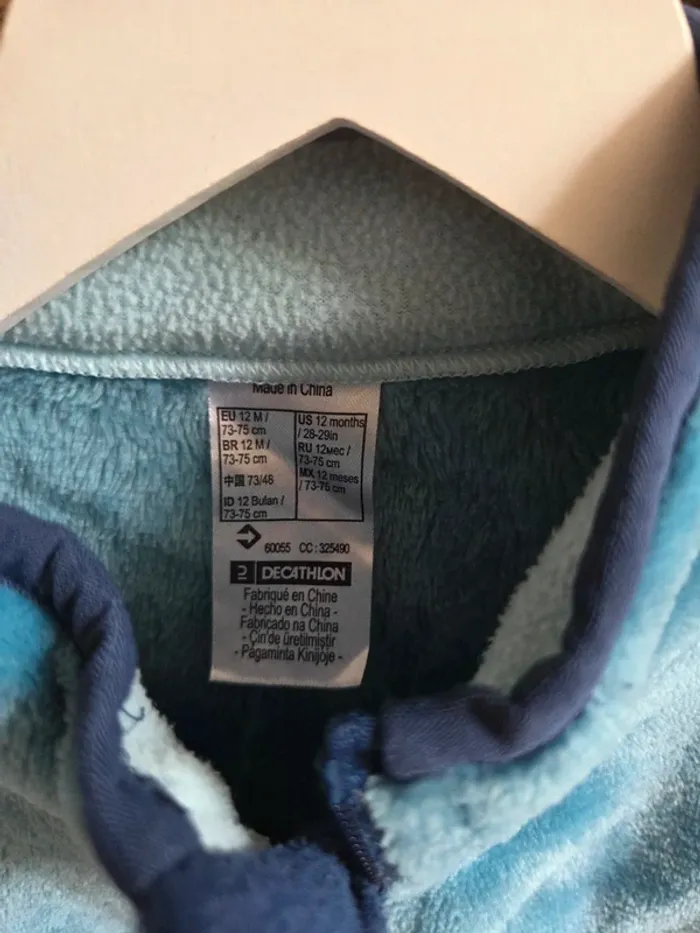 Made in China
EU 12 M /
73-75 cm
BR 12 M /
73-75 cm
中国 73/48
ID 12 Bulan /
73-75 cm
US 12 months
/ 28-29in
RU 12мес /
73-75 cm
MX 12 meses
/ 73-75 cm
60055 CC : 325490
DECATHLON
Fabriqué en Chine
- Hecho en China -
Fabricado na China
- Çin'de üretilmiştir
- Pagaminta Kinijoje -